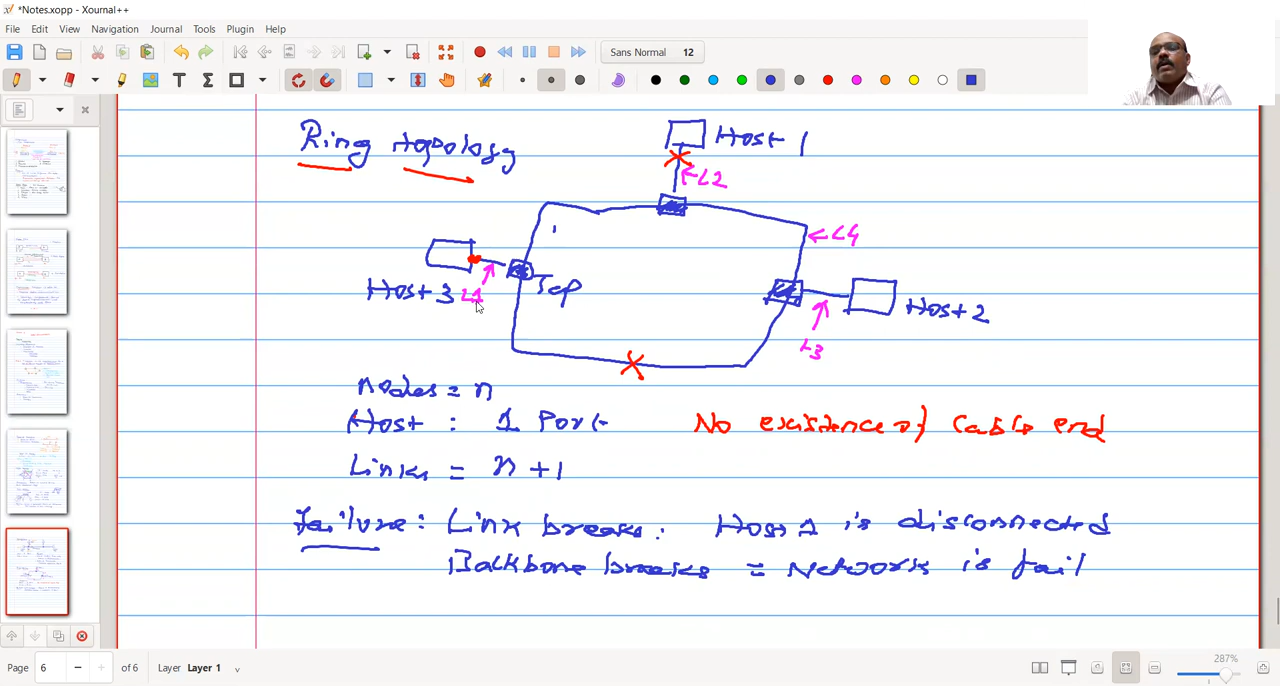 *Notes.xopp - Xournal++
File Edit View Navigation Journal Tools Plugin Help
Sans Normal 12
Ring topology
Host 1
L2
L4
Host 3
L1
Tap
Host 2
L3
nodes = n
Host : 1 Port
No existence of Cable end
Links = n + 1
Failure : Link breaks : Host 1 is disconnected
Backbone breaks = Network is fail
Page 6 of 6 Layer Layer 1
287%